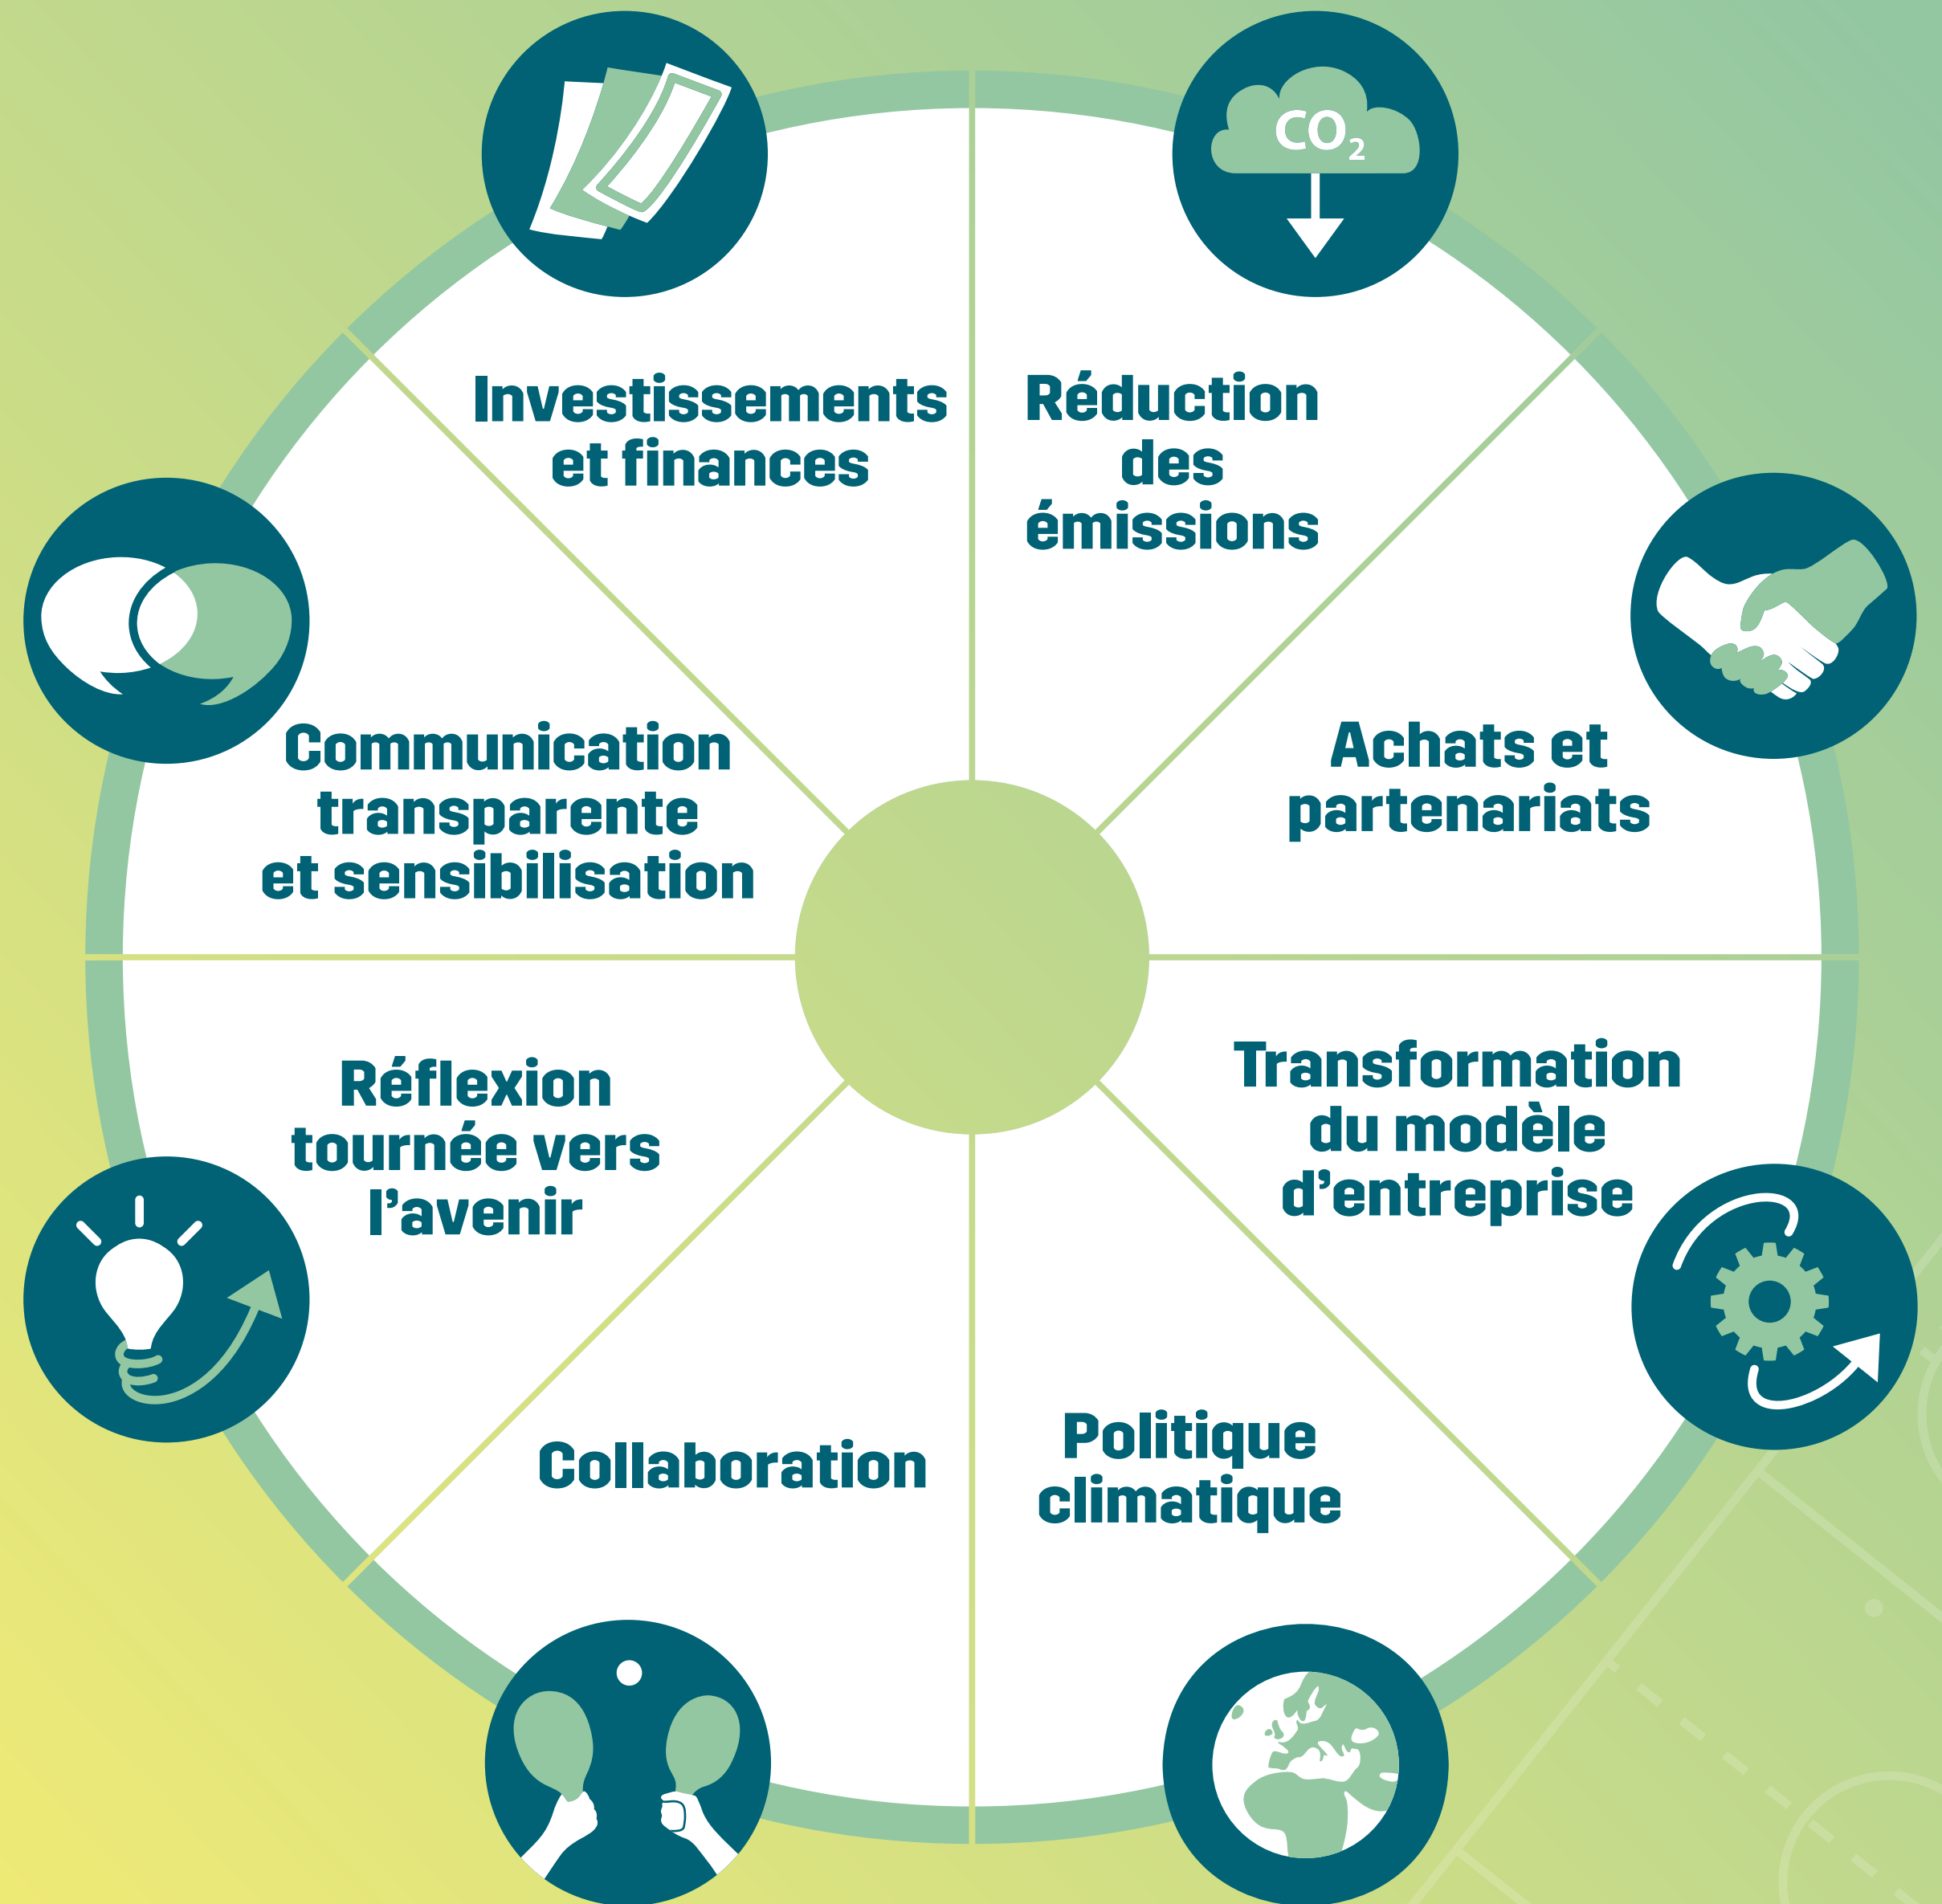 CO₂
Réduction
des
émissions
Achats et
partenariats
Transformation
du modèle
d'entreprise
Politique
climatique
Collaboration
Réflexion
tournée vers
l'avenir
Communication
transparente
et sensibilisation
Investissements
et finances